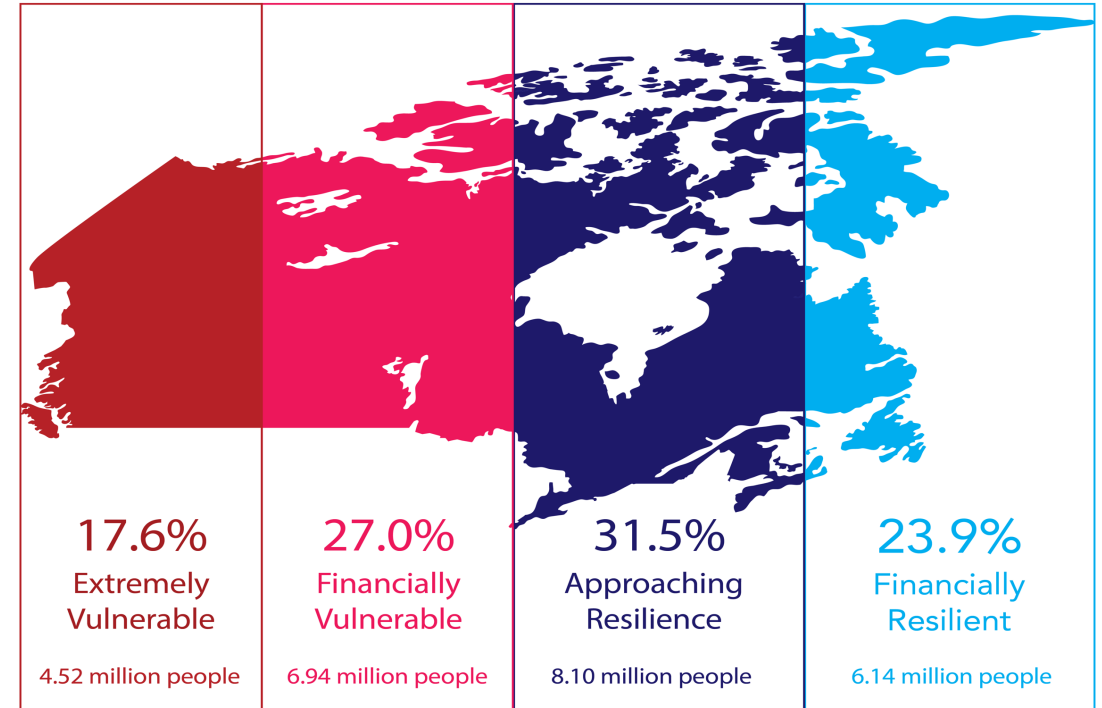 17.6%
Extremely
Vulnerable
4.52 million people
27.0%
Financially
Vulnerable
6.94 million people
31.5%
Approaching
Resilience
8.10 million people
23.9%
Financially
Resilient
6.14 million people